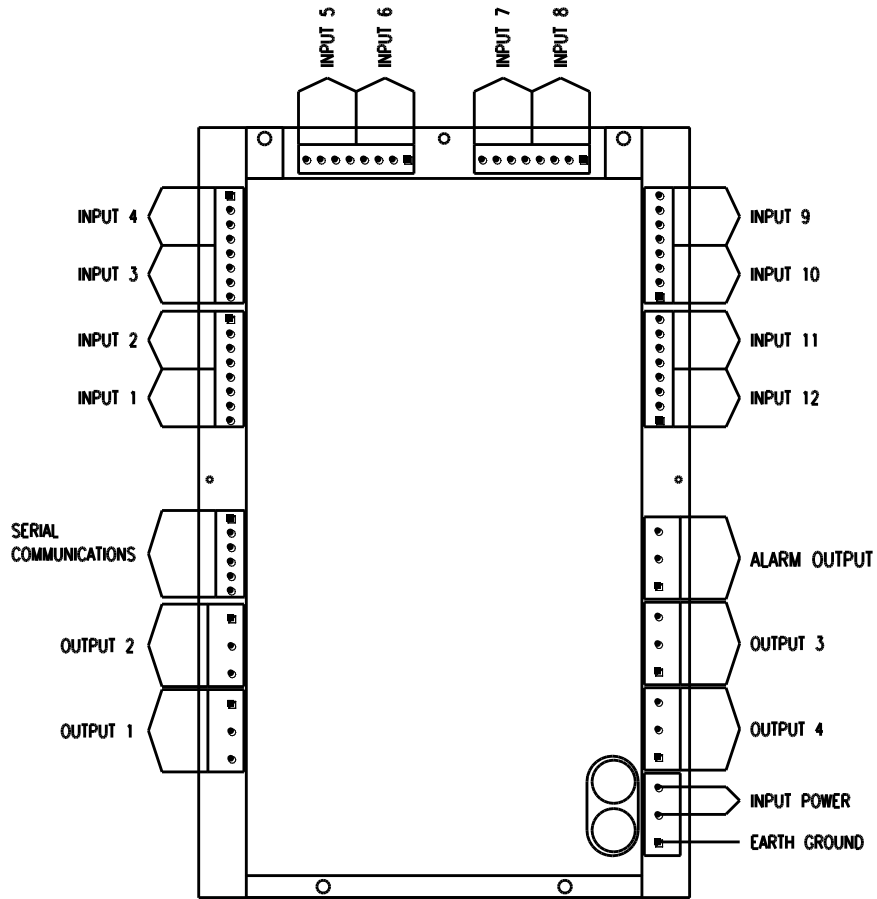 INPUT 5
INPUT 6
INPUT 7
INPUT 8
INPUT 4
INPUT 3
INPUT 2
INPUT 1
SERIAL
COMMUNICATIONS
OUTPUT 2
OUTPUT 1
INPUT 9
INPUT 10
INPUT 11
INPUT 12
ALARM OUTPUT
OUTPUT 3
OUTPUT 4
INPUT POWER
EARTH GROUND